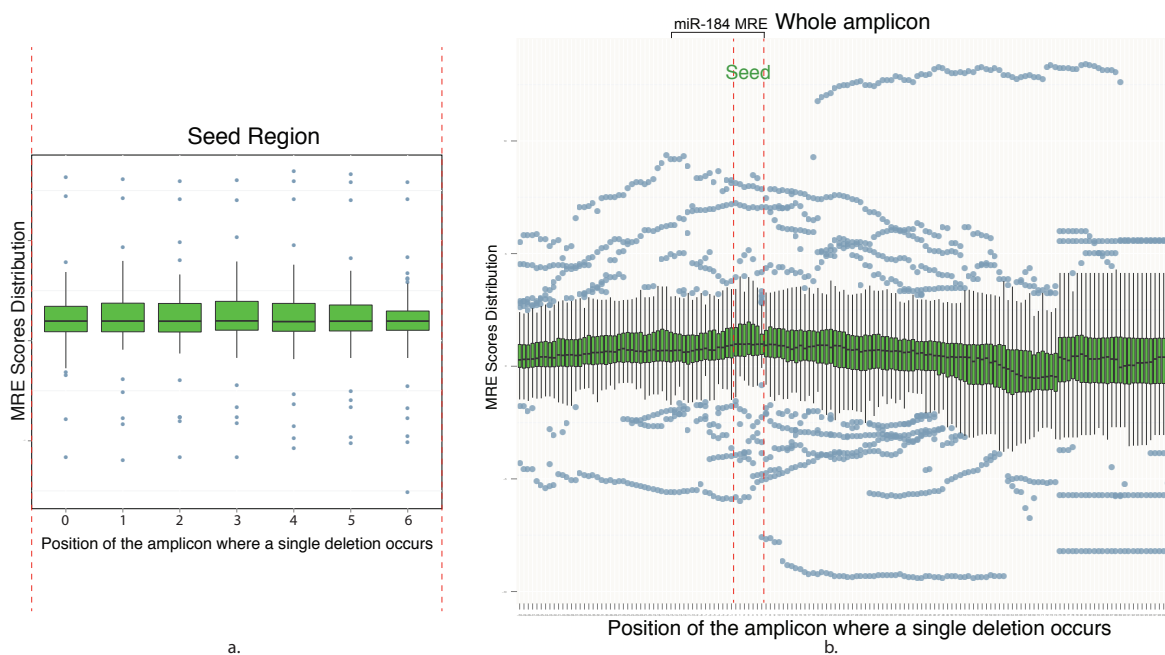 Seed Region
MRE Scores Distribution
0 1 2 3 4 5 6
Position of the amplicon where a single deletion occurs
a.
miR-184 MRE Whole amplicon
Seed
MRE Scores Distribution
Position of the amplicon where a single deletion occurs
b.